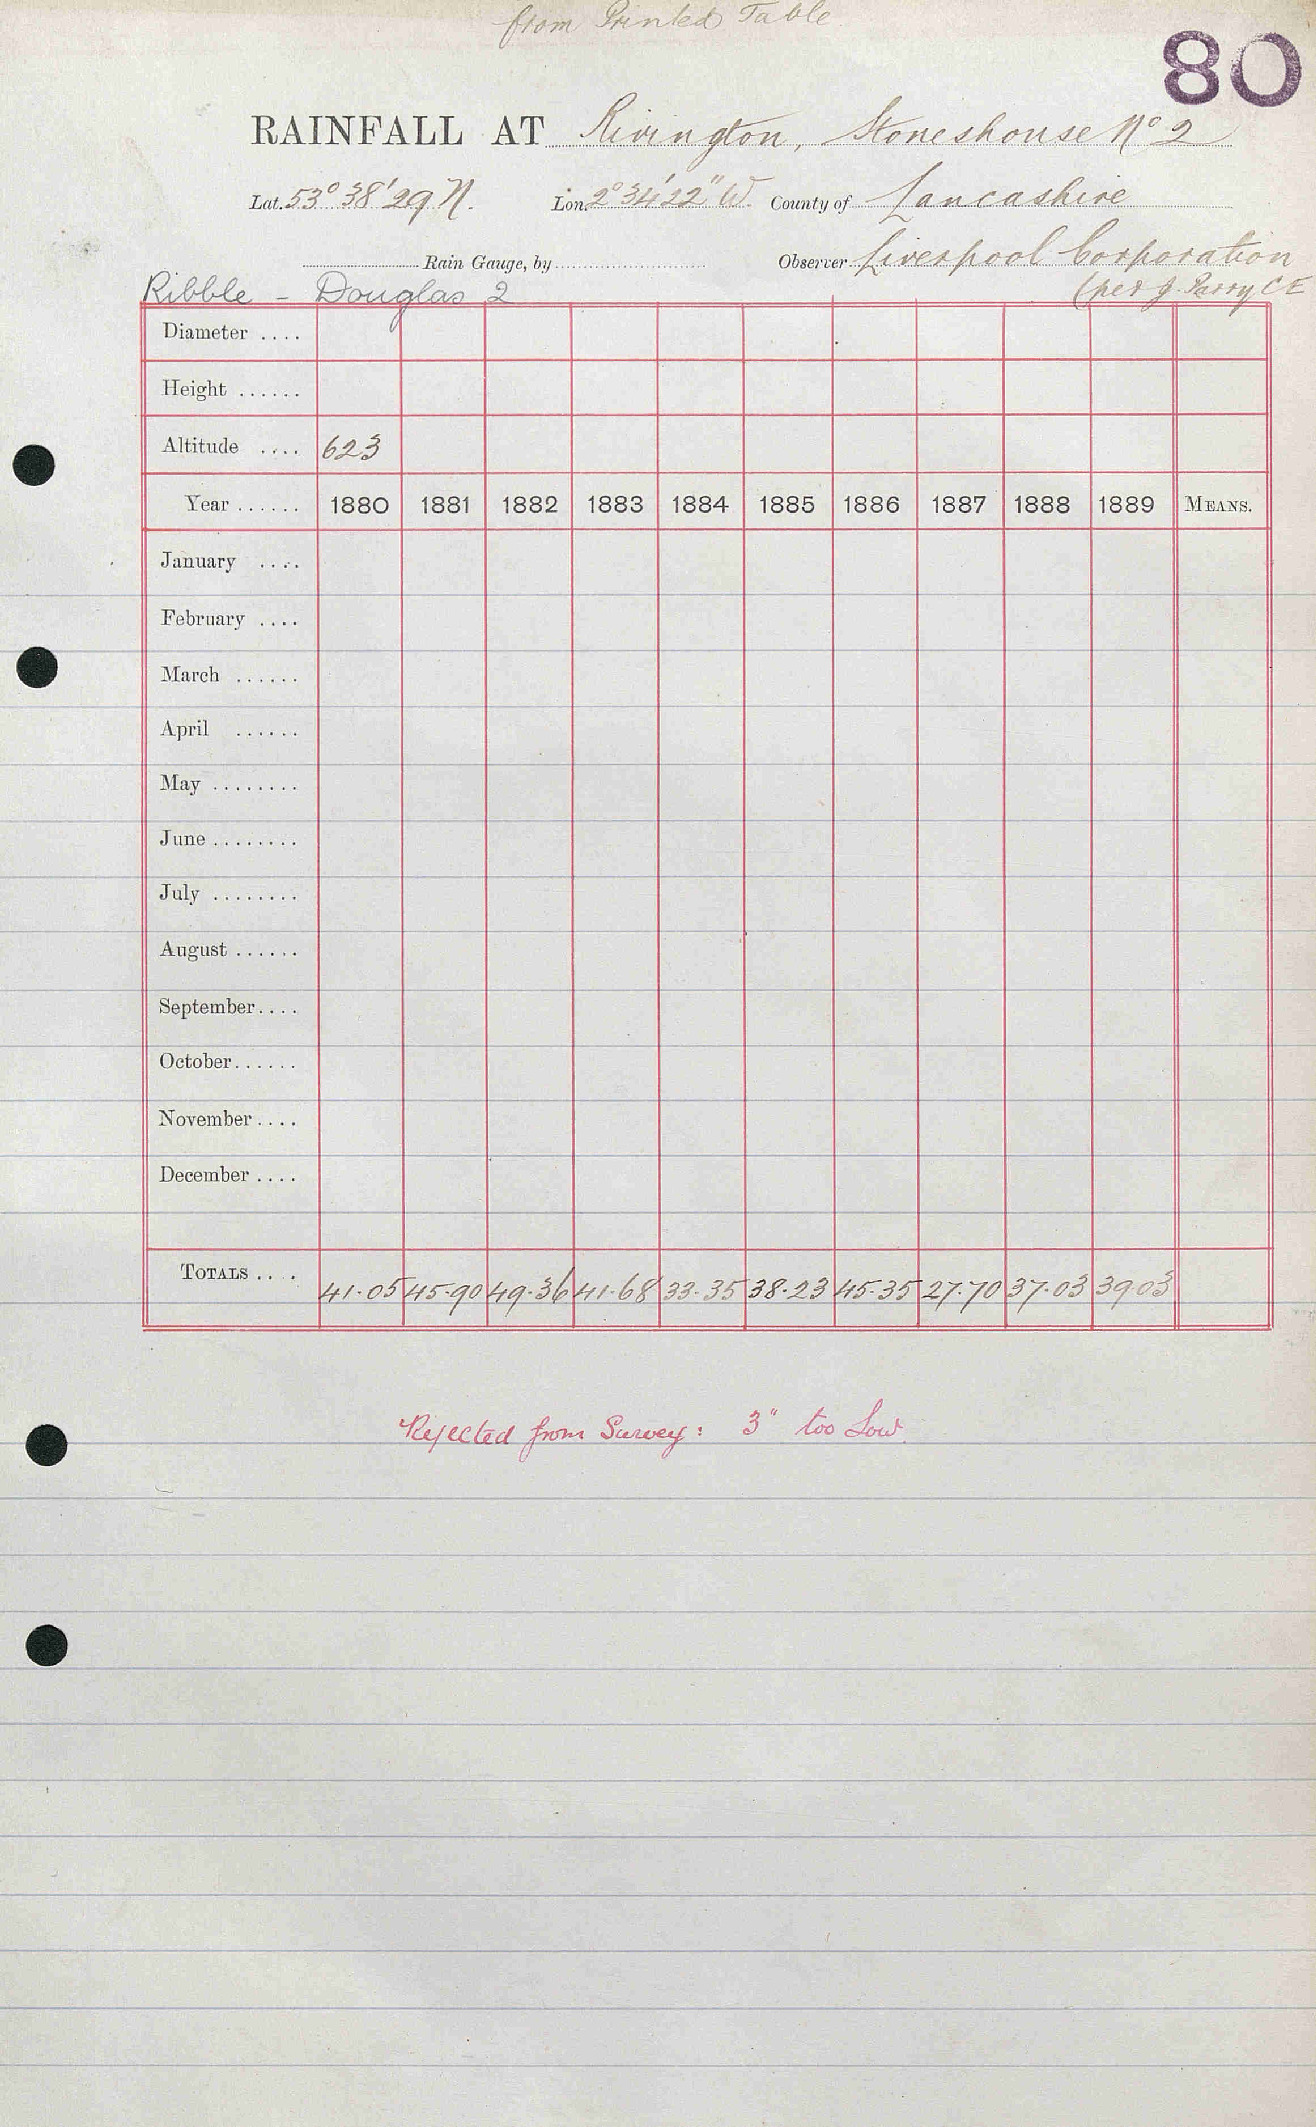 from Printed Table
80
RAINFALL AT Rivington, Stoneshouse No 2
Lat. 53° 38' 29 N. Lon. 2° 34' 22" W. County of Lancashire
Rain Gauge, by Observer Liverpool Corporation
Ribble - Douglas 2 (per J. Parry C E
Diameter ....
Height ......
Altitude .... 623
Year ...... 1880 1881 1882 1883 1884 1885 1886 1887 1888 1889 MEANS.
January ....
February ....
March ......
April ......
May ........
June ........
July ........
August ......
September ....
October ......
November ....
December ....
TOTALS .... 41.05 45.90 49.36 41.68 33.35 38.23 45.35 27.70 37.03 39.03
Rejected from Survey: 3" too Low